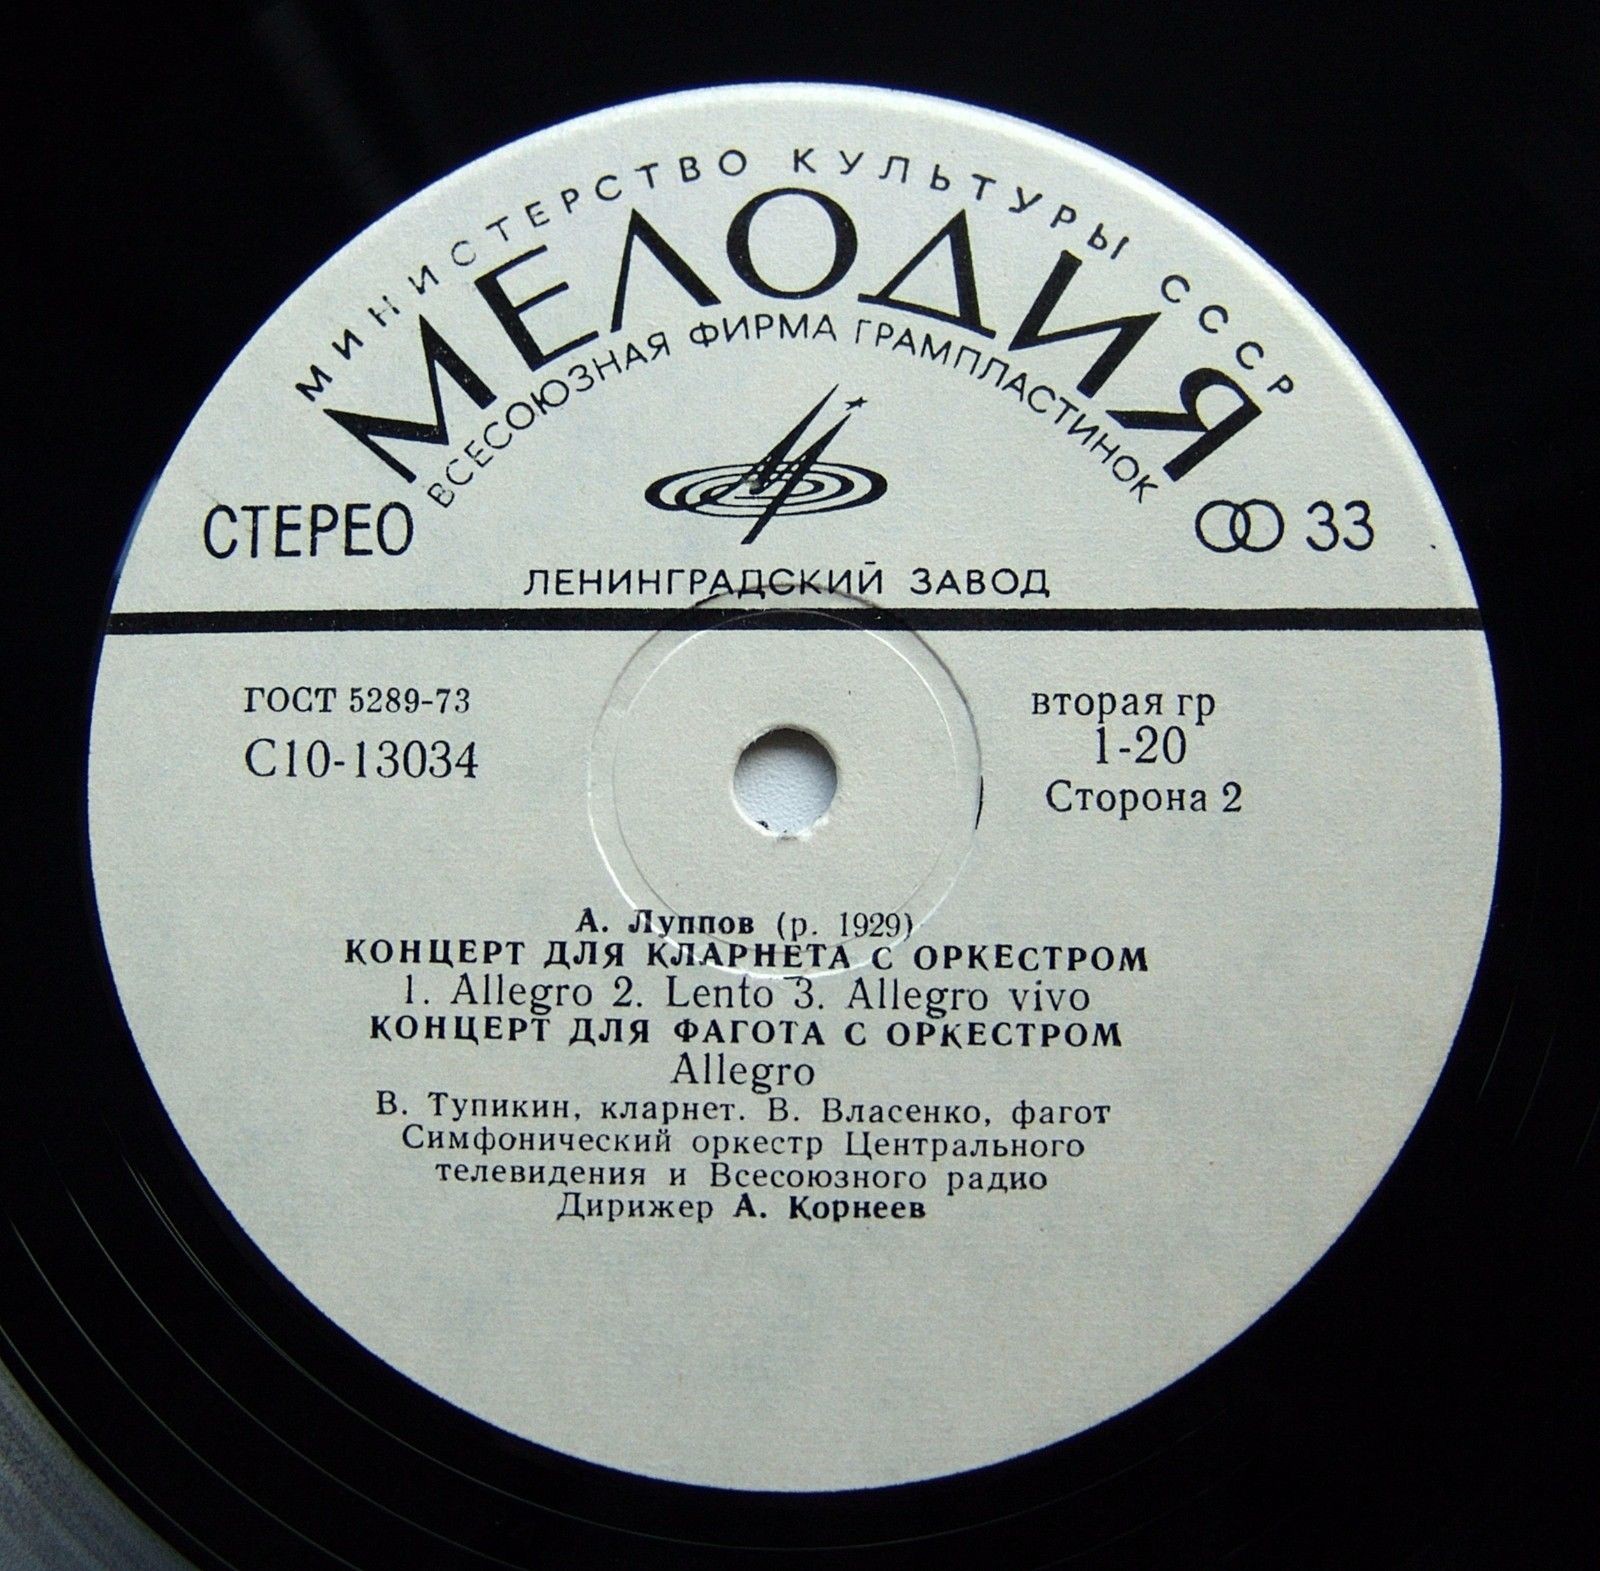 МИНИСТЕРСТВО КУЛЬТУРЫ СССР
МЕЛОДИЯ
ВСЕСОЮЗНАЯ ФИРМА ГРАМПЛАСТИНОК
СТЕРЕО
33
ЛЕНИНГРАДСКИЙ ЗАВОД
ГОСТ 5289-73
С10-13034
вторая гр
1-20
Сторона 2
А. Луппов (р. 1929)
КОНЦЕРТ ДЛЯ КЛАРНЕТА С ОРКЕСТРОМ
1. Allegro 2. Lento 3. Allegro vivo
КОНЦЕРТ ДЛЯ ФАГОТА С ОРКЕСТРОМ
Allegro
В. Тупикин, кларнет. В. Власенко, фагот
Симфонический оркестр Центрального
телевидения и Всесоюзного радио
Дирижер А. Корнеев